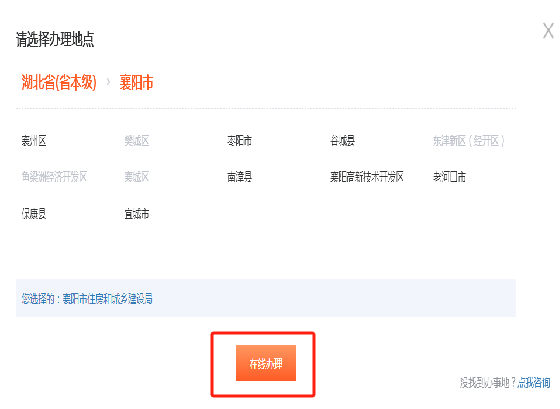 请选择办理地点
X
湖北省(省本级) > 襄阳市
襄州区 樊城区 枣阳市 谷城县 东津新区（经开区）
鱼梁洲经济开发区 襄城区 南漳县 襄阳高新技术开发区 老河口市
保康县 宜城市
您选择的：襄阳市住房和城乡建设局
在线办理
没找到办事地？点我咨询